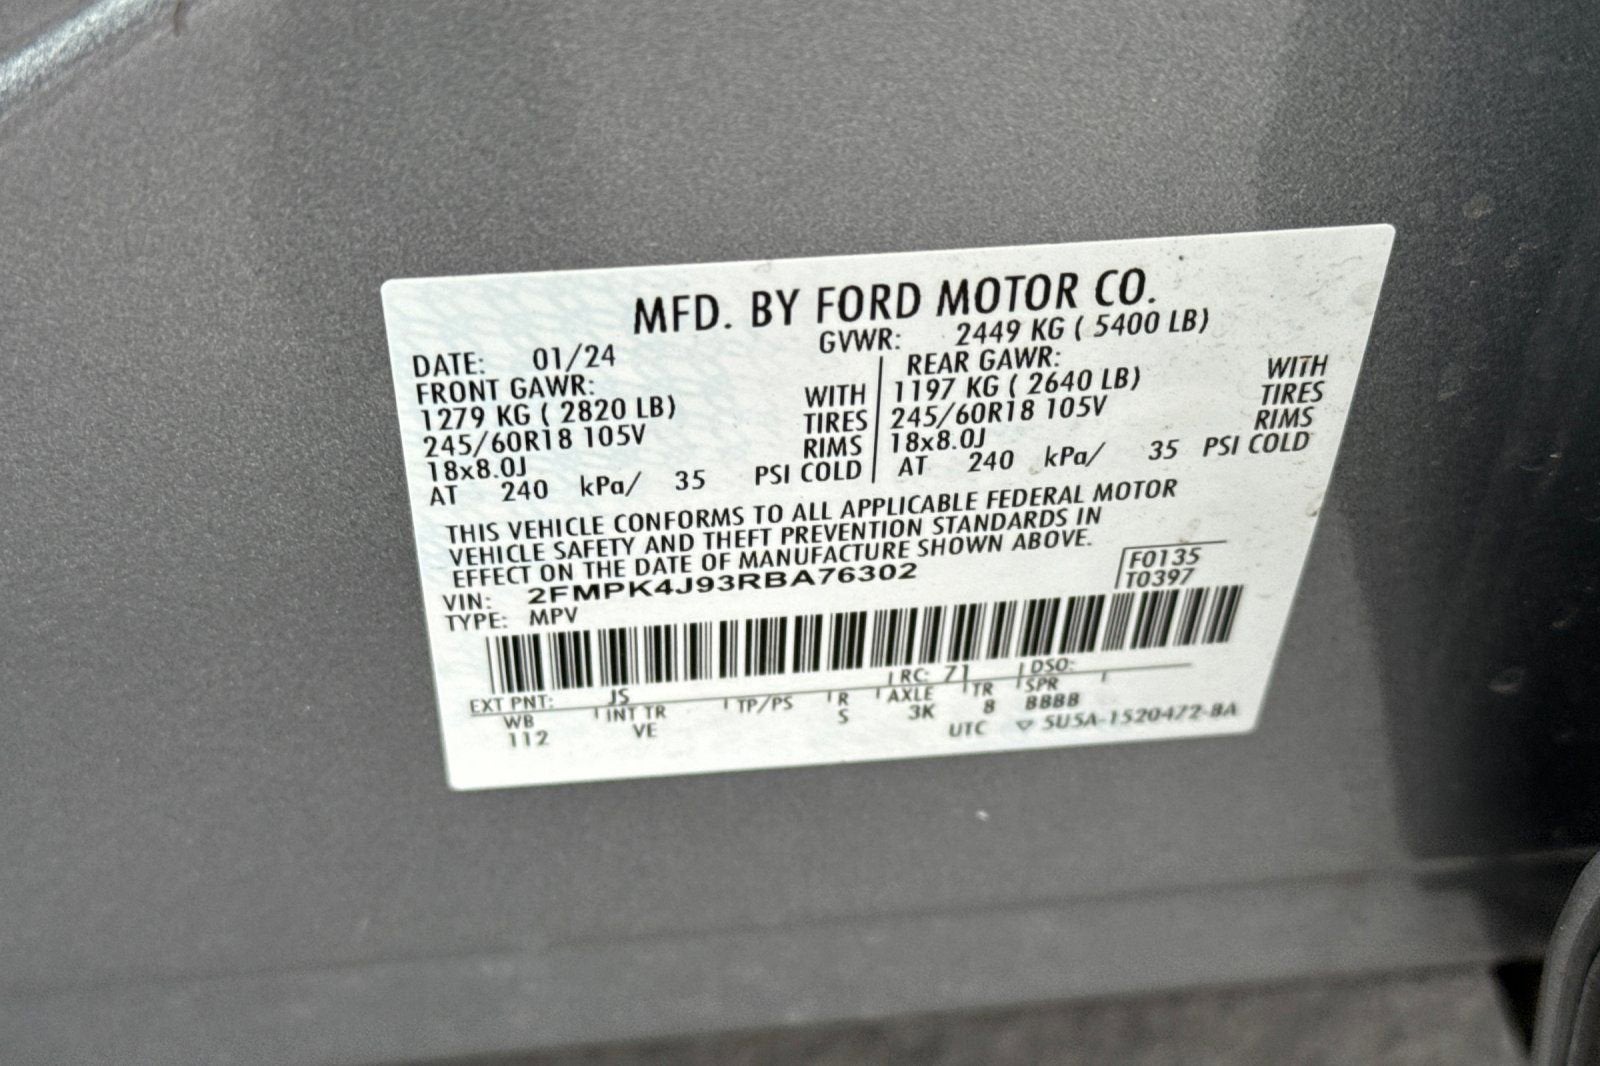 MFD. BY FORD MOTOR CO.
DATE: 01/24 GVWR: 2449 KG ( 5400 LB)
FRONT GAWR: REAR GAWR:
1279 KG ( 2820 LB) WITH 1197 KG ( 2640 LB) WITH
245/60R18 105V TIRES 245/60R18 105V TIRES
18x8.0J RIMS 18x8.0J RIMS
AT 240 kPa/ 35 PSI COLD AT 240 kPa/ 35 PSI COLD
THIS VEHICLE CONFORMS TO ALL APPLICABLE FEDERAL MOTOR
VEHICLE SAFETY AND THEFT PREVENTION STANDARDS IN
EFFECT ON THE DATE OF MANUFACTURE SHOWN ABOVE.
VIN: 2FMPK4J93RBA76302 F0135
TYPE: MPV T0397
EXT PNT: JS RC: 71 DSO:
WB INT TR TP/PS R AXLE TR SPR
112 VE S 3K 8 8888
UTC ▽ 5U5A-1520472-BA